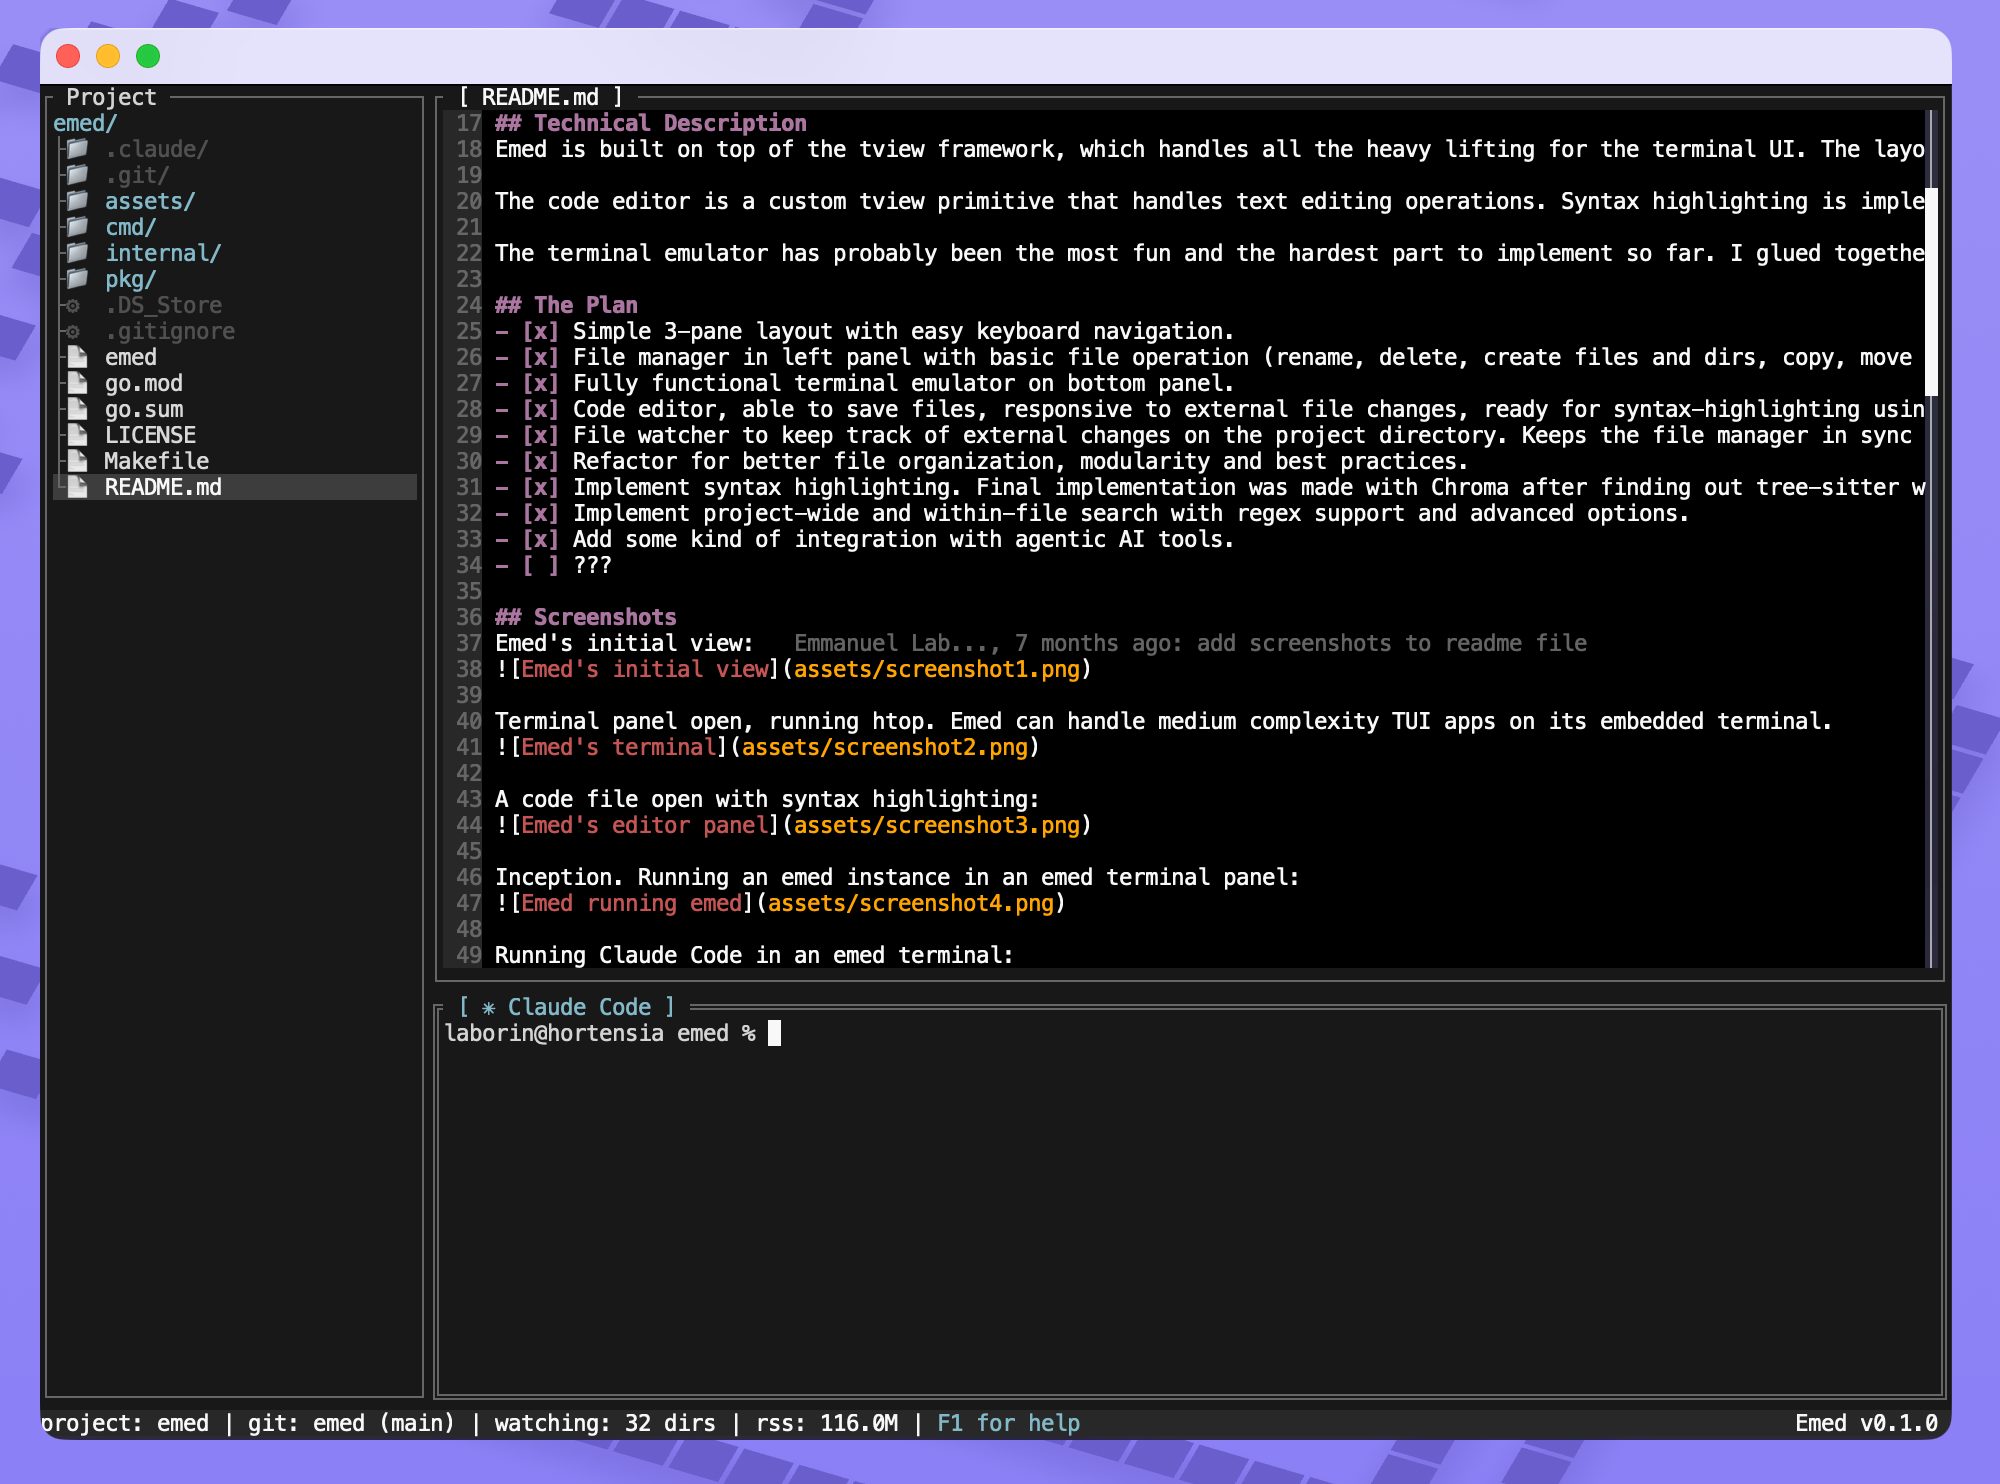 Project
emed/
.claude/
.git/
assets/
cmd/
internal/
pkg/
.DS_Store
.gitignore
emed
go.mod
go.sum
LICENSE
Makefile
README.md
[ README.md ]
17 ## Technical Description
18 Emed is built on top of the tview framework, which handles all the heavy lifting for the terminal UI. The layo
19
20 The code editor is a custom tview primitive that handles text editing operations. Syntax highlighting is imple
21
22 The terminal emulator has probably been the most fun and the hardest part to implement so far. I glued togethe
23
24 ## The Plan
25 - [x] Simple 3-pane layout with easy keyboard navigation.
26 - [x] File manager in left panel with basic file operation (rename, delete, create files and dirs, copy, move
27 - [x] Fully functional terminal emulator on bottom panel.
28 - [x] Code editor, able to save files, responsive to external file changes, ready for syntax-highlighting usin
29 - [x] File watcher to keep track of external changes on the project directory. Keeps the file manager in sync
30 - [x] Refactor for better file organization, modularity and best practices.
31 - [x] Implement syntax highlighting. Final implementation was made with Chroma after finding out tree-sitter w
32 - [x] Implement project-wide and within-file search with regex support and advanced options.
33 - [x] Add some kind of integration with agentic AI tools.
34 - [ ] ???
35
36 ## Screenshots
37 Emed's initial view:   Emmanuel Lab..., 7 months ago: add screenshots to readme file
38 ![Emed's initial view](assets/screenshot1.png)
39
40 Terminal panel open, running htop. Emed can handle medium complexity TUI apps on its embedded terminal.
41 ![Emed's terminal](assets/screenshot2.png)
42
43 A code file open with syntax highlighting:
44 ![Emed's editor panel](assets/screenshot3.png)
45
46 Inception. Running an emed instance in an emed terminal panel:
47 ![Emed running emed](assets/screenshot4.png)
48
49 Running Claude Code in an emed terminal:
[ ✳ Claude Code ]
laborin@hortensia emed %
project: emed | git: emed (main) | watching: 32 dirs | rss: 116.0M | F1 for help
Emed v0.1.0